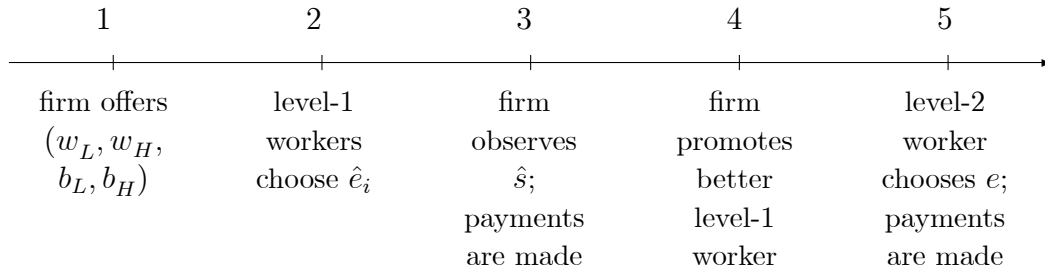 1 2 3 4 5
firm offers level-1 firm firm level-2
(w_L, w_H, workers observes promotes worker
b_L, b_H) choose ê_i ŝ; better chooses e;
payments level-1 payments
are made worker are made